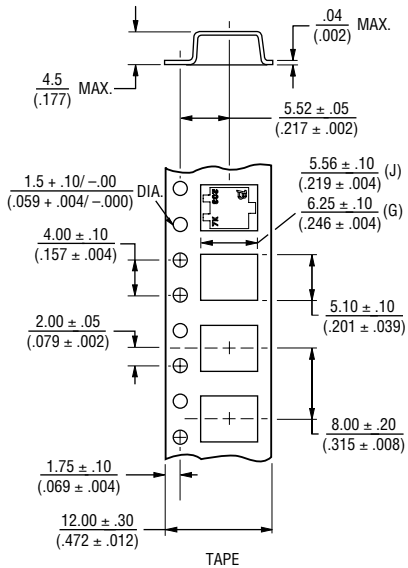 .04
(.002)
MAX.
4.5
(.177)
MAX.
5.52 ± .05
(.217 ± .002)
1.5 + .10/ –.00
(.059 + .004/ –.000)
DIA.
5.56 ± .10
(.219 ± .004)
(J)
6.25 ± .10
(.246 ± .004)
(G)
4.00 ± .10
(.157 ± .004)
5.10 ± .10
(.201 ± .039)
2.00 ± .05
(.079 ± .002)
8.00 ± .20
(.315 ± .008)
1.75 ± .10
(.069 ± .004)
12.00 ± .30
(.472 ± .012)
TAPE